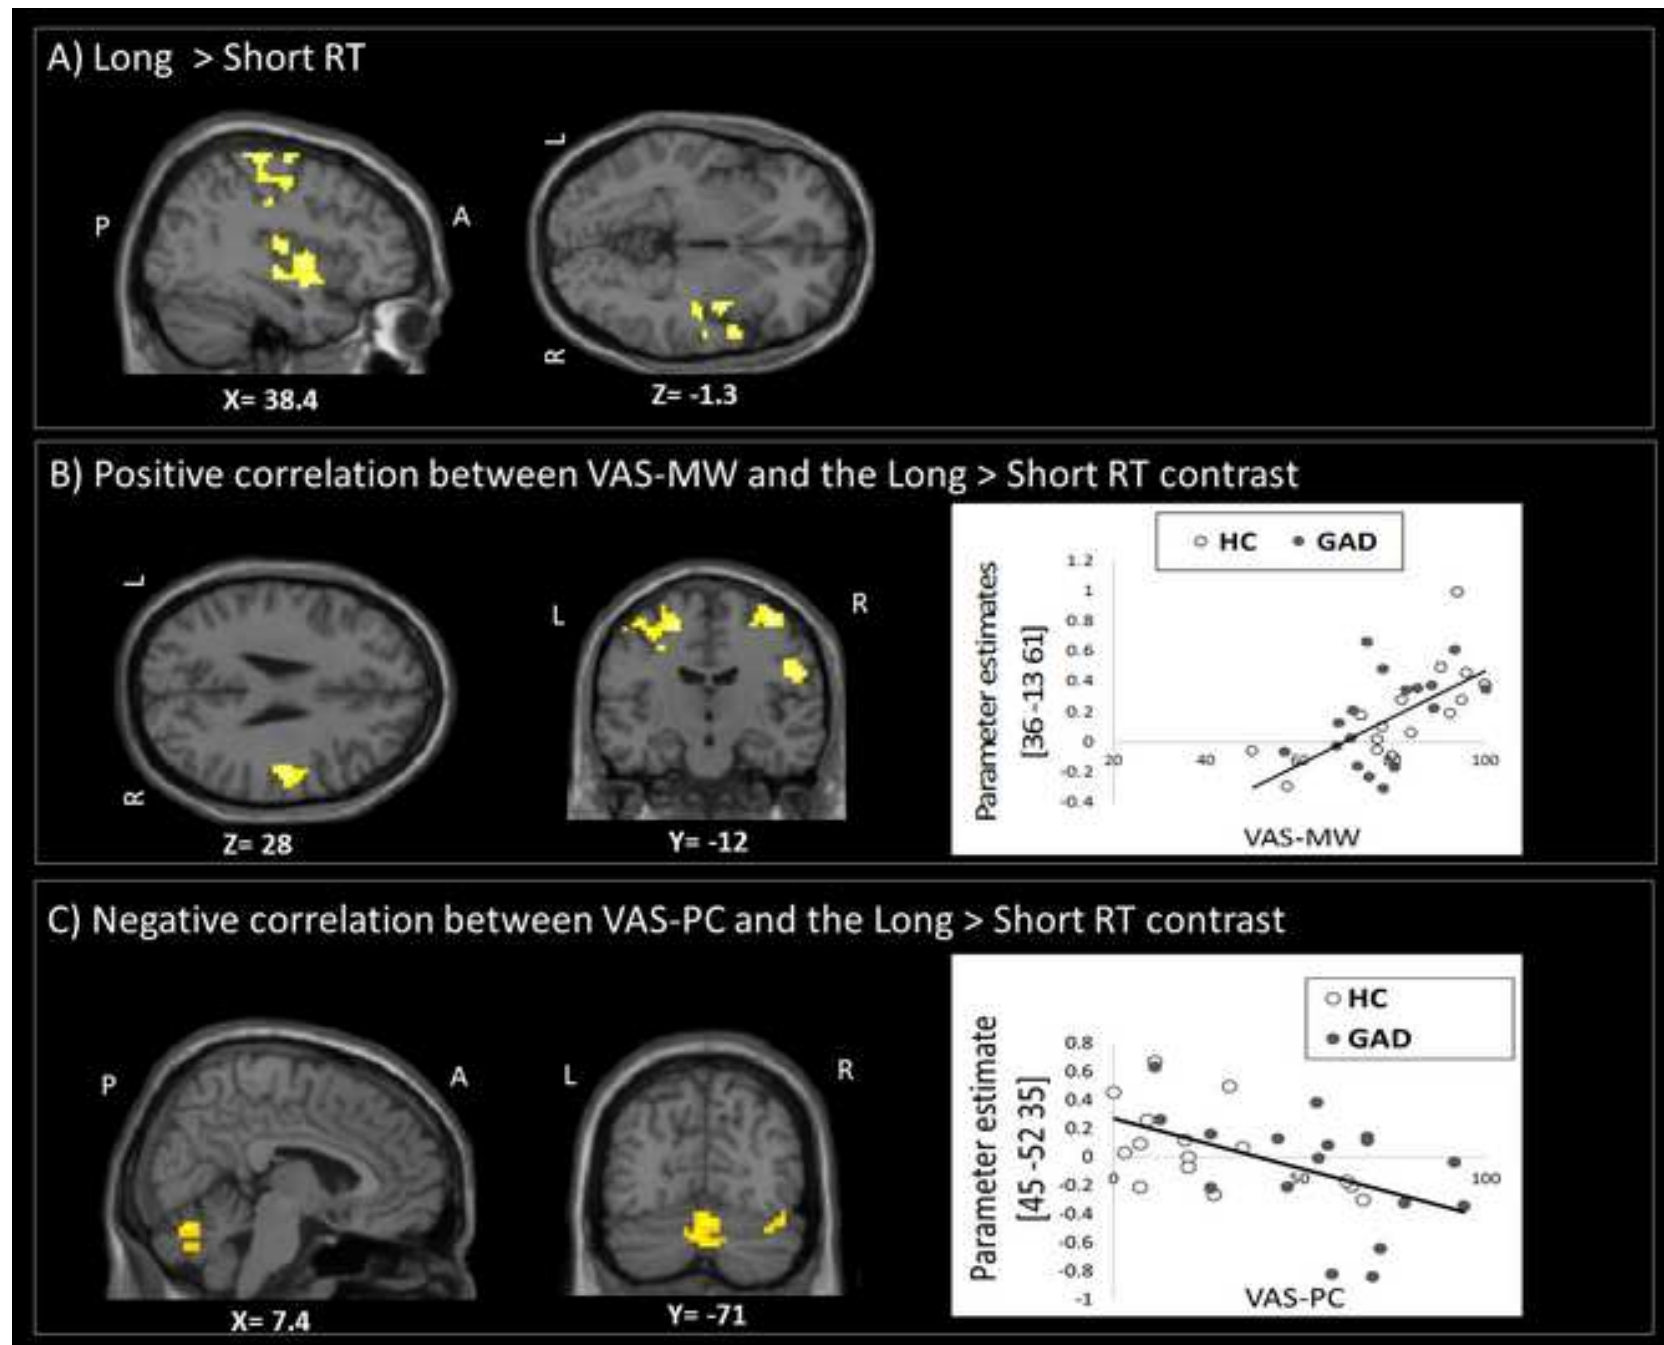 A) Long > Short RT
L
P
A
R
X= 38.4
Z= -1.3
B) Positive correlation between VAS-MW and the Long > Short RT contrast
HC GAD
L
L
R
R
Parameter estimates
[36 -13 61]
1.2
1
0.8
0.6
0.4
0.2
0
-0.2
-0.4
20 40 60 80 100
VAS-MW
Z= 28
Y= -12
C) Negative correlation between VAS-PC and the Long > Short RT contrast
HC
GAD
P
A
L
R
Parameter estimate
[45 -52 35]
0.8
0.6
0.4
0.2
0
-0.2
-0.4
-0.6
-0.8
-1
0 50 100
VAS-PC
X= 7.4
Y= -71